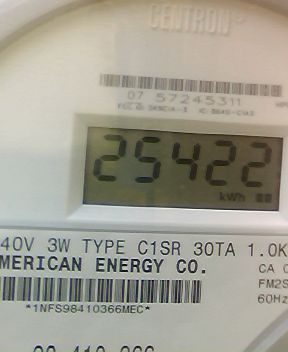 CENTRON
07 57245311
25422
kWh
40V 3W TYPE C1SR 30TA 1.0K
MERICAN ENERGY CO.
CA 0
FM2S
60Hz
*1NFS98410366MEC*